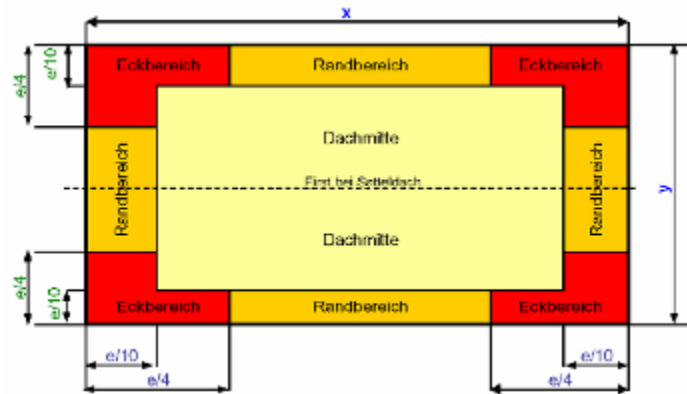 x
e/10
e/4
Eckbereich
Randbereich
Eckbereich
Dachmitte
Randbereich
First bei Satteldach
Randbereich
y
Dachmitte
e/4
e/10
Eckbereich
Randbereich
Eckbereich
e/10
e/10
e/4
e/4